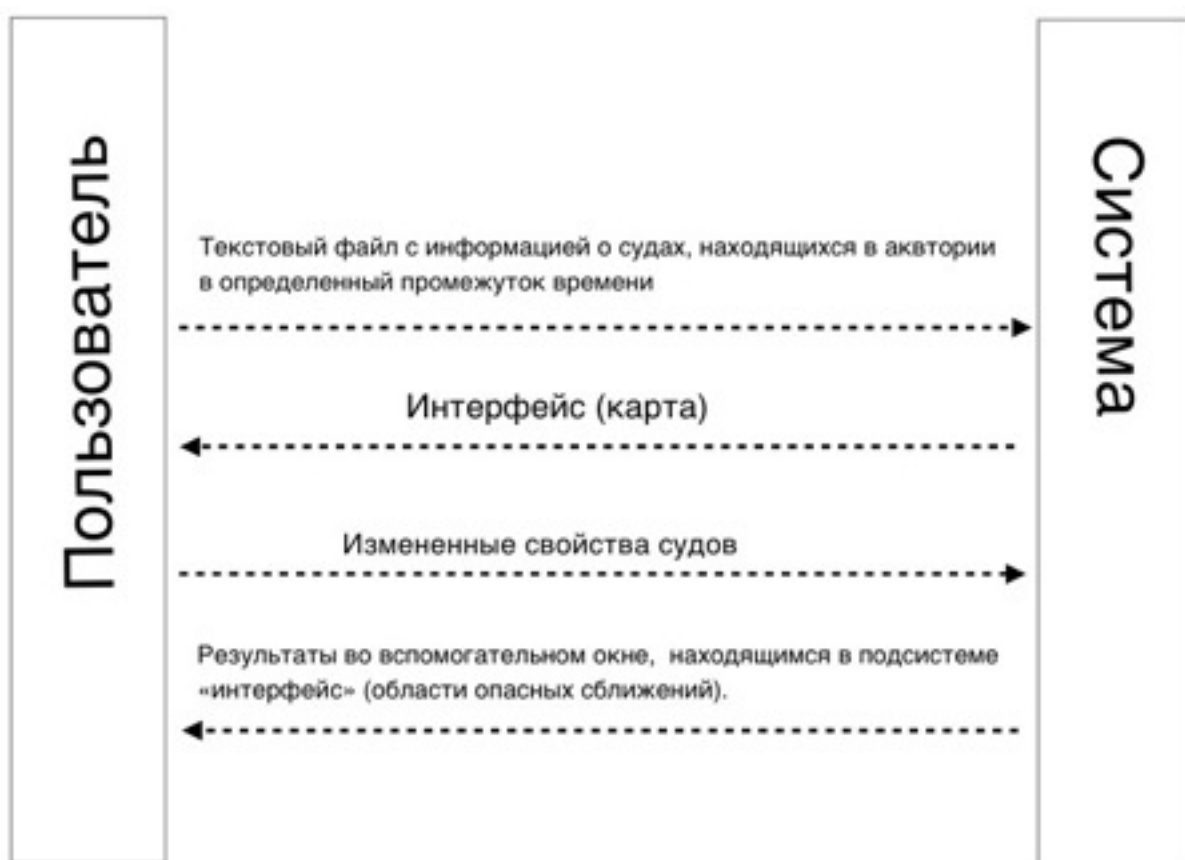 Пользователь
Текстовый файл с информацией о судах, находящихся в аквтории
в определенный промежуток времени
Интерфейс (карта)
Измененные свойства судов
Результаты во вспомогательном окне, находящимся в подсистеме
«интерфейс» (области опасных сближений).
Система